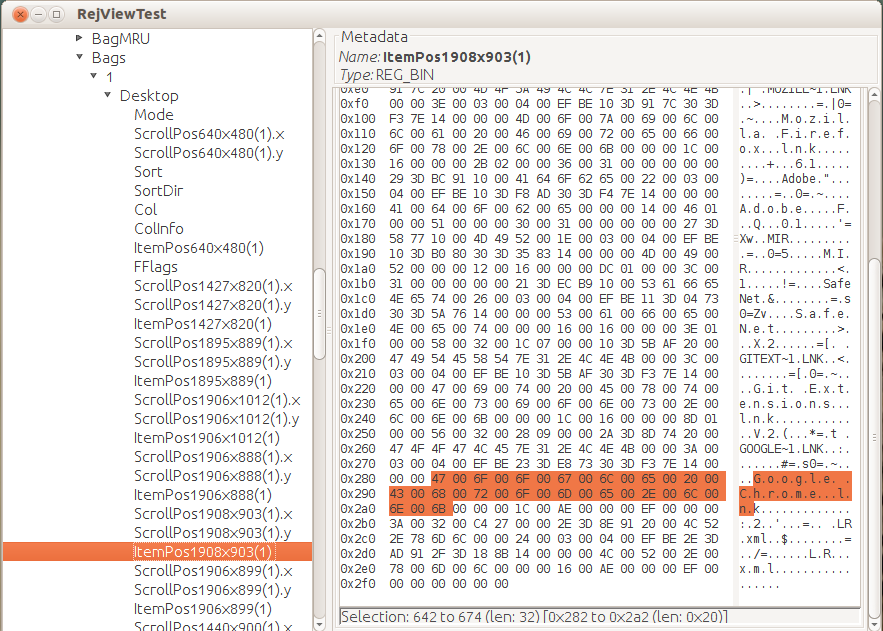 RejViewTest
BagMRU
Bags
1
Desktop
Mode
ScrollPos640x480(1).x
ScrollPos640x480(1).y
Sort
SortDir
Col
ColInfo
ItemPos640x480(1)
FFlags
ScrollPos1427x820(1).x
ScrollPos1427x820(1).y
ItemPos1427x820(1)
ScrollPos1895x889(1).x
ScrollPos1895x889(1).y
ItemPos1895x889(1)
ScrollPos1906x1012(1).x
ScrollPos1906x1012(1).y
ItemPos1906x1012(1)
ScrollPos1906x888(1).x
ScrollPos1906x888(1).y
ItemPos1906x888(1)
ScrollPos1908x903(1).x
ScrollPos1908x903(1).y
ItemPos1908x903(1)
ScrollPos1906x899(1).x
ScrollPos1906x899(1).y
ItemPos1906x899(1)
ScrollPos1440x900(1).x
Metadata
Name: ItemPos1908x903(1)
Type: REG_BIN
0xe0 91 7C 20 00 4D 4F 5A 49 4C 4C 7E 31 2E 4C 4E 4B .| .MOZILL~1.LNK
0xf0 00 00 3E 00 03 00 04 00 EF BE 10 3D 91 7C 30 3D ..>........=.|0=
0x100 F3 7E 14 00 00 00 4D 00 6F 00 7A 00 69 00 6C 00 .~....M.o.z.i.l.
0x110 6C 00 61 00 20 00 46 00 69 00 72 00 65 00 66 00 l.a. .F.i.r.e.f.
0x120 6F 00 78 00 2E 00 6C 00 6E 00 6B 00 00 00 1C 00 o.x...l.n.k.....
0x130 16 00 00 00 2B 02 00 00 36 00 31 00 00 00 00 00 ....+...6.1.....
0x140 29 3D BC 91 10 00 41 64 6F 62 65 00 22 00 03 00 )=....Adobe."...
0x150 04 00 EF BE 10 3D F8 AD 30 3D F4 7E 14 00 00 00 .....=..0=.~....
0x160 41 00 64 00 6F 00 62 00 65 00 00 00 14 00 46 01 A.d.o.b.e.....F.
0x170 00 00 51 00 00 00 30 00 31 00 00 00 00 00 27 3D ..Q...0.1.....'=
0x180 58 77 10 00 4D 49 52 00 1E 00 03 00 04 00 EF BE Xw..MIR.........
0x190 10 3D B0 80 30 3D 35 83 14 00 00 00 4D 00 49 00 .=..0=5.....M.I.
0x1a0 52 00 00 00 12 00 16 00 00 00 DC 01 00 00 3C 00 R.............<.
0x1b0 31 00 00 00 00 00 21 3D EC B9 10 00 53 61 66 65 1.....!=....Safe
0x1c0 4E 65 74 00 26 00 03 00 04 00 EF BE 11 3D 04 73 Net.&........=.s
0x1d0 30 3D 5A 76 14 00 00 00 53 00 61 00 66 00 65 00 0=Zv....S.a.f.e.
0x1e0 4E 00 65 00 74 00 00 00 16 00 16 00 00 00 3E 01 N.e.t.........>.
0x1f0 00 00 58 00 32 00 1C 07 00 00 10 3D 5B AF 20 00 ..X.2......=[. .
0x200 47 49 54 45 58 54 7E 31 2E 4C 4E 4B 00 00 3C 00 GITEXT~1.LNK..<.
0x210 03 00 04 00 EF BE 10 3D 5B AF 30 3D F3 7E 14 00 .......=[.0=.~..
0x220 00 00 47 00 69 00 74 00 20 00 45 00 78 00 74 00 ..G.i.t. .E.x.t.
0x230 65 00 6E 00 73 00 69 00 6F 00 6E 00 73 00 2E 00 e.n.s.i.o.n.s...
0x240 6C 00 6E 00 6B 00 00 00 1C 00 16 00 00 00 8D 01 l.n.k...........
0x250 00 00 56 00 32 00 28 09 00 00 2A 3D 8D 74 20 00 ..V.2.(...*=.t .
0x260 47 4F 4F 47 4C 45 7E 31 2E 4C 4E 4B 00 00 3A 00 GOOGLE~1.LNK..:.
0x270 03 00 04 00 EF BE 23 3D E8 73 30 3D F3 7E 14 00 ......#=.s0=.~..
0x280 00 00 47 00 6F 00 6F 00 67 00 6C 00 65 00 20 00 ..G.o.o.g.l.e. .
0x290 43 00 68 00 72 00 6F 00 6D 00 65 00 2E 00 6C 00 C.h.r.o.m.e...l.
0x2a0 6E 00 6B 00 00 00 1C 00 AE 00 00 00 EF 00 00 00 n.k.............
0x2b0 3A 00 32 00 C4 27 00 00 2E 3D 8E 91 20 00 4C 52 :.2..'...=.. .LR
0x2c0 2E 78 6D 6C 00 00 24 00 03 00 04 00 EF BE 2E 3D .xml..$........=
0x2d0 AD 91 2F 3D 18 8B 14 00 00 00 4C 00 52 00 2E 00 ../=......L.R...
0x2e0 78 00 6D 00 6C 00 00 00 16 00 AE 00 00 00 EF 00 x.m.l...........
0x2f0 00 00 00 00 00 00 ......
Selection: 642 to 674 (len: 32) [0x282 to 0x2a2 (len: 0x20)]